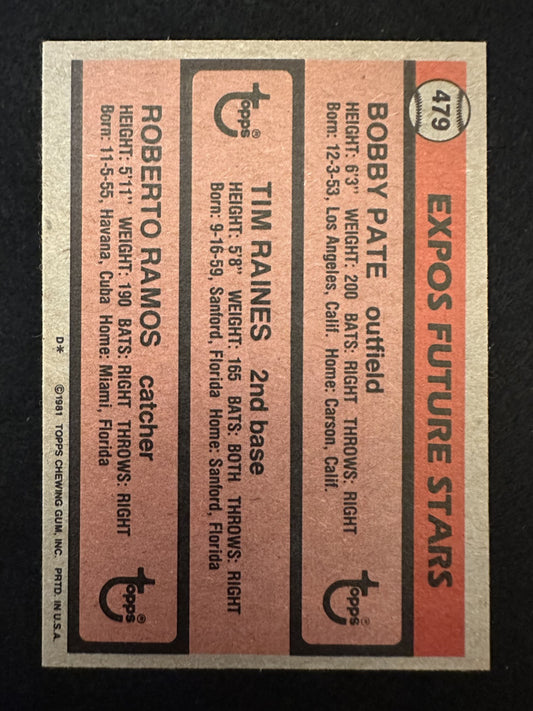 479
EXPOS FUTURE STARS
BOBBY PATE outfield
HEIGHT: 6'3" WEIGHT: 200 BATS: RIGHT THROWS: RIGHT
Born: 12-3-53, Los Angeles, Calif. Home: Carson, Calif.
Topps®
Topps®
TIM RAINES 2nd base
HEIGHT: 5'8" WEIGHT: 165 BATS: BOTH THROWS: RIGHT
Born: 9-16-59, Sanford, Florida Home: Sanford, Florida
ROBERTO RAMOS catcher
HEIGHT: 5'11" WEIGHT: 190 BATS: RIGHT THROWS: RIGHT
Born: 11-5-55, Havana, Cuba Home: Miami, Florida
Topps®
D* ©1981 TOPPS CHEWING GUM, INC. PRTD. IN U.S.A.